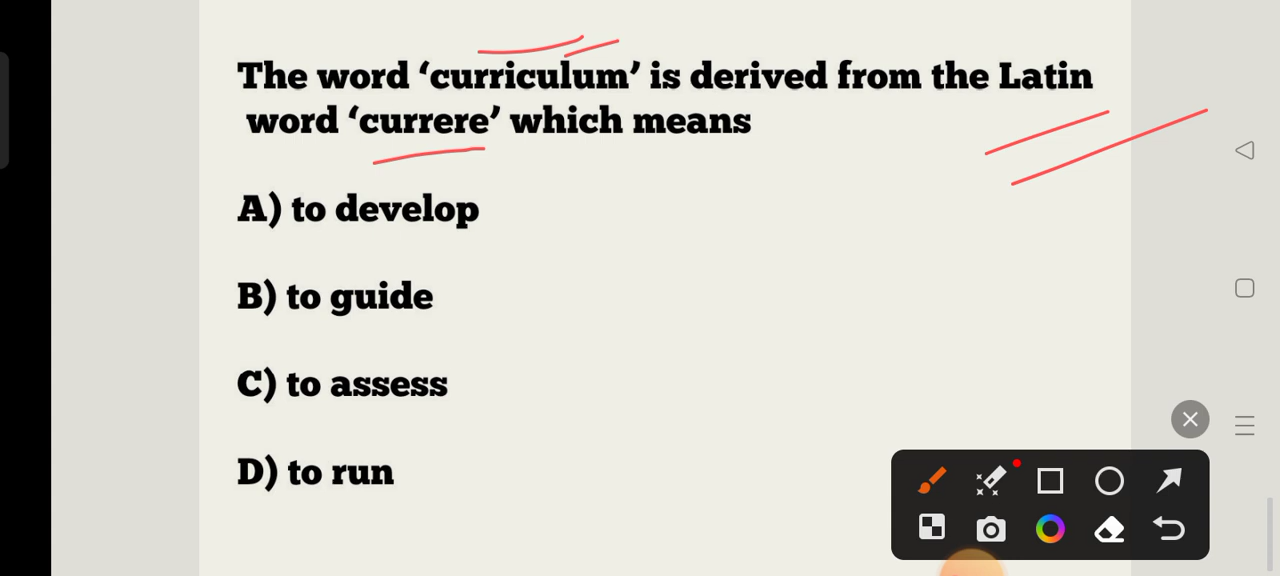 The word ‘curriculum’ is derived from the Latin
word ‘currere’ which means
A) to develop
B) to guide
C) to assess
D) to run